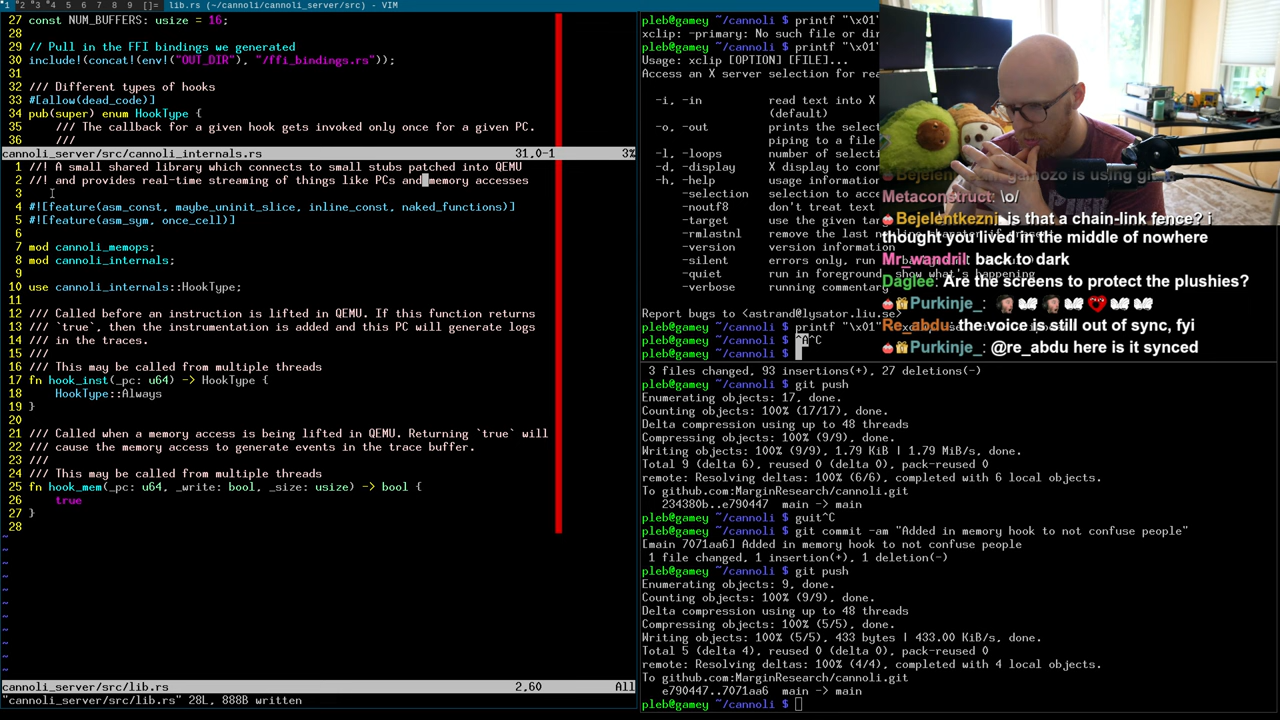 1 2 3 4 5 6 7 8 9 []= lib.rs (~/cannoli/cannoli_server/src) - VIM
27 const NUM_BUFFERS: usize = 16;
28
29 // Pull in the FFI bindings we generated
30 include!(concat!(env!("OUT_DIR"), "/ffi_bindings.rs"));
31
32 /// Different types of hooks
33 #[allow(dead_code)]
34 pub(super) enum HookType {
35 /// The callback for a given hook gets invoked only once for a given PC.
36 ///
cannoli_server/src/cannoli_internals.rs 31,0-1 3%
1 //! A small shared library which connects to small stubs patched into QEMU
2 //! and provides real-time streaming of things like PCs and memory accesses
3
4 #![feature(asm_const, maybe_uninit_slice, inline_const, naked_functions)]
5 #![feature(asm_sym, once_cell)]
6
7 mod cannoli_memops;
8 mod cannoli_internals;
9
10 use cannoli_internals::HookType;
11
12 /// Called before an instruction is lifted in QEMU. If this function returns
13 /// `true`, then the instrumentation is added and this PC will generate logs
14 /// in the traces.
15 ///
16 /// This may be called from multiple threads
17 fn hook_inst(_pc: u64) -> HookType {
18 HookType::Always
19 }
20
21 /// Called when a memory access is being lifted in QEMU. Returning `true` will
22 /// cause the memory access to generate events in the trace buffer.
23 ///
24 /// This may be called from multiple threads
25 fn hook_mem(_pc: u64, _write: bool, _size: usize) -> bool {
26 true
27 }
28
~
~
~
~
~
~
~
~
~
~
~
cannoli_server/src/lib.rs 2,60 All
"cannoli_server/src/lib.rs" 28L, 888B written
pleb@gamey ~/cannoli $ printf "\x01"
xclip: -primary: No such file or dir
pleb@gamey ~/cannoli $ printf "\x01"
Usage: xclip [OPTION] [FILE]...
Access an X server selection for rea
-i, -in read text into X
(default)
-o, -out prints the select
piping to a file
-l, -loops number of selecti
-d, -display X display to con
-h, -help usage information
-selection selection to acce
-noutf8 don't treat text
-target use the given tar
-rmlastnl remove the last
-version version informati
-silent errors only, run
-quiet run in foreground, show what's happening
-verbose running commentary
Report bugs to <astrand@lysator.liu.se>
pleb@gamey ~/cannoli $ printf "\x01"
pleb@gamey ~/cannoli $ ^A^C
pleb@gamey ~/cannoli $
3 files changed, 93 insertions(+), 27 deletions(-)
pleb@gamey ~/cannoli $ git push
Enumerating objects: 17, done.
Counting objects: 100% (17/17), done.
Delta compression using up to 48 threads
Compressing objects: 100% (9/9), done.
Writing objects: 100% (9/9), 1.79 KiB | 1.79 MiB/s, done.
Total 9 (delta 6), reused 0 (delta 0), pack-reused 0
remote: Resolving deltas: 100% (6/6), completed with 6 local objects.
To github.com:MarginResearch/cannoli.git
234380b..e790447 main -> main
pleb@gamey ~/cannoli $ guit^C
pleb@gamey ~/cannoli $ git commit -am "Added in memory hook to not confuse people"
[main 7071aa6] Added in memory hook to not confuse people
1 file changed, 1 insertion(+), 1 deletion(-)
pleb@gamey ~/cannoli $ git push
Enumerating objects: 9, done.
Counting objects: 100% (9/9), done.
Delta compression using up to 48 threads
Compressing objects: 100% (5/5), done.
Writing objects: 100% (5/5), 433 bytes | 433.00 KiB/s, done.
Total 5 (delta 4), reused 0 (delta 0), pack-reused 0
remote: Resolving deltas: 100% (4/4), completed with 4 local objects.
To github.com:MarginResearch/cannoli.git
e790447..7071aa6 main -> main
pleb@gamey ~/cannoli $
Metaconstruct: \o/
Bejelentkezni: is that a chain-link fence? i
thought you lived in the middle of nowhere
Mr_wandril: back to dark
Daglee: Are the screens to protect the plushies?
Purkinje_:
Re_abdu: the voice is still out of sync, fyi
Purkinje_: @re_abdu here is it synced